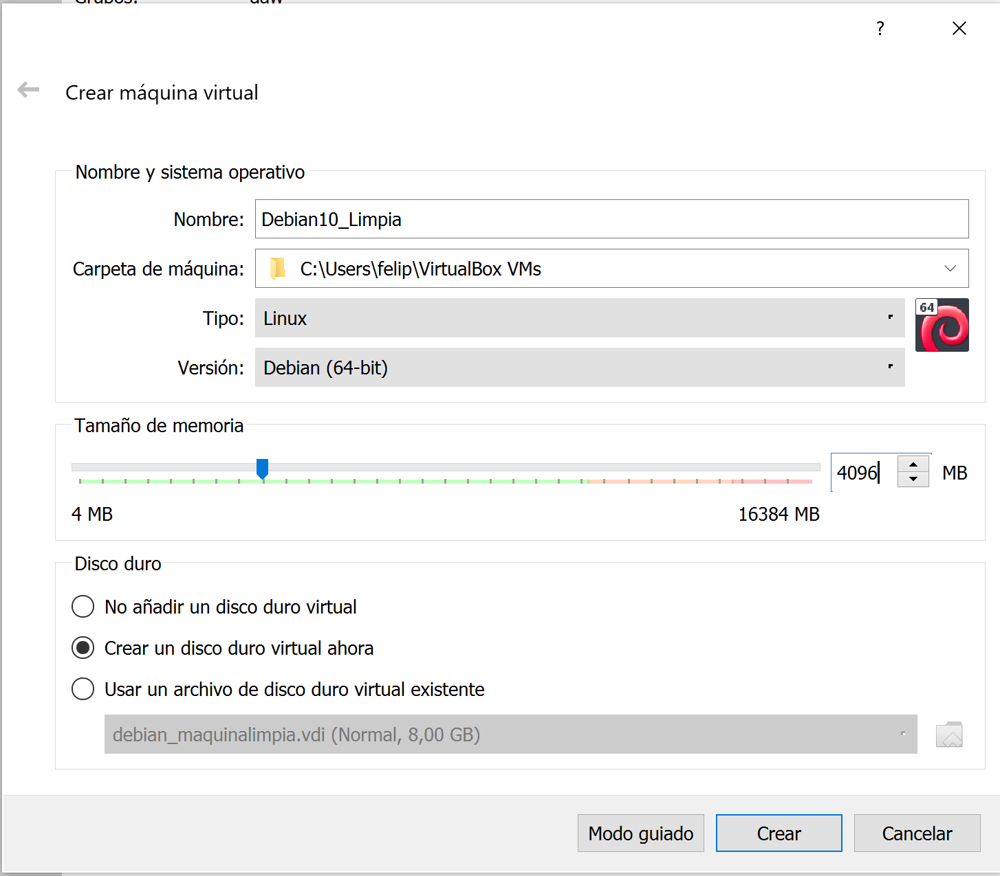 Grupos: daw
?
Crear máquina virtual
Nombre y sistema operativo
Nombre: Debian10_Limpia
Carpeta de máquina: C:\Users\felip\VirtualBox VMs
Tipo: Linux
64
Versión: Debian (64-bit)
Tamaño de memoria
4096 MB
4 MB 16384 MB
Disco duro
No añadir un disco duro virtual
Crear un disco duro virtual ahora
Usar un archivo de disco duro virtual existente
debian_maquinalimpia.vdi (Normal, 8,00 GB)
Modo guiado Crear Cancelar